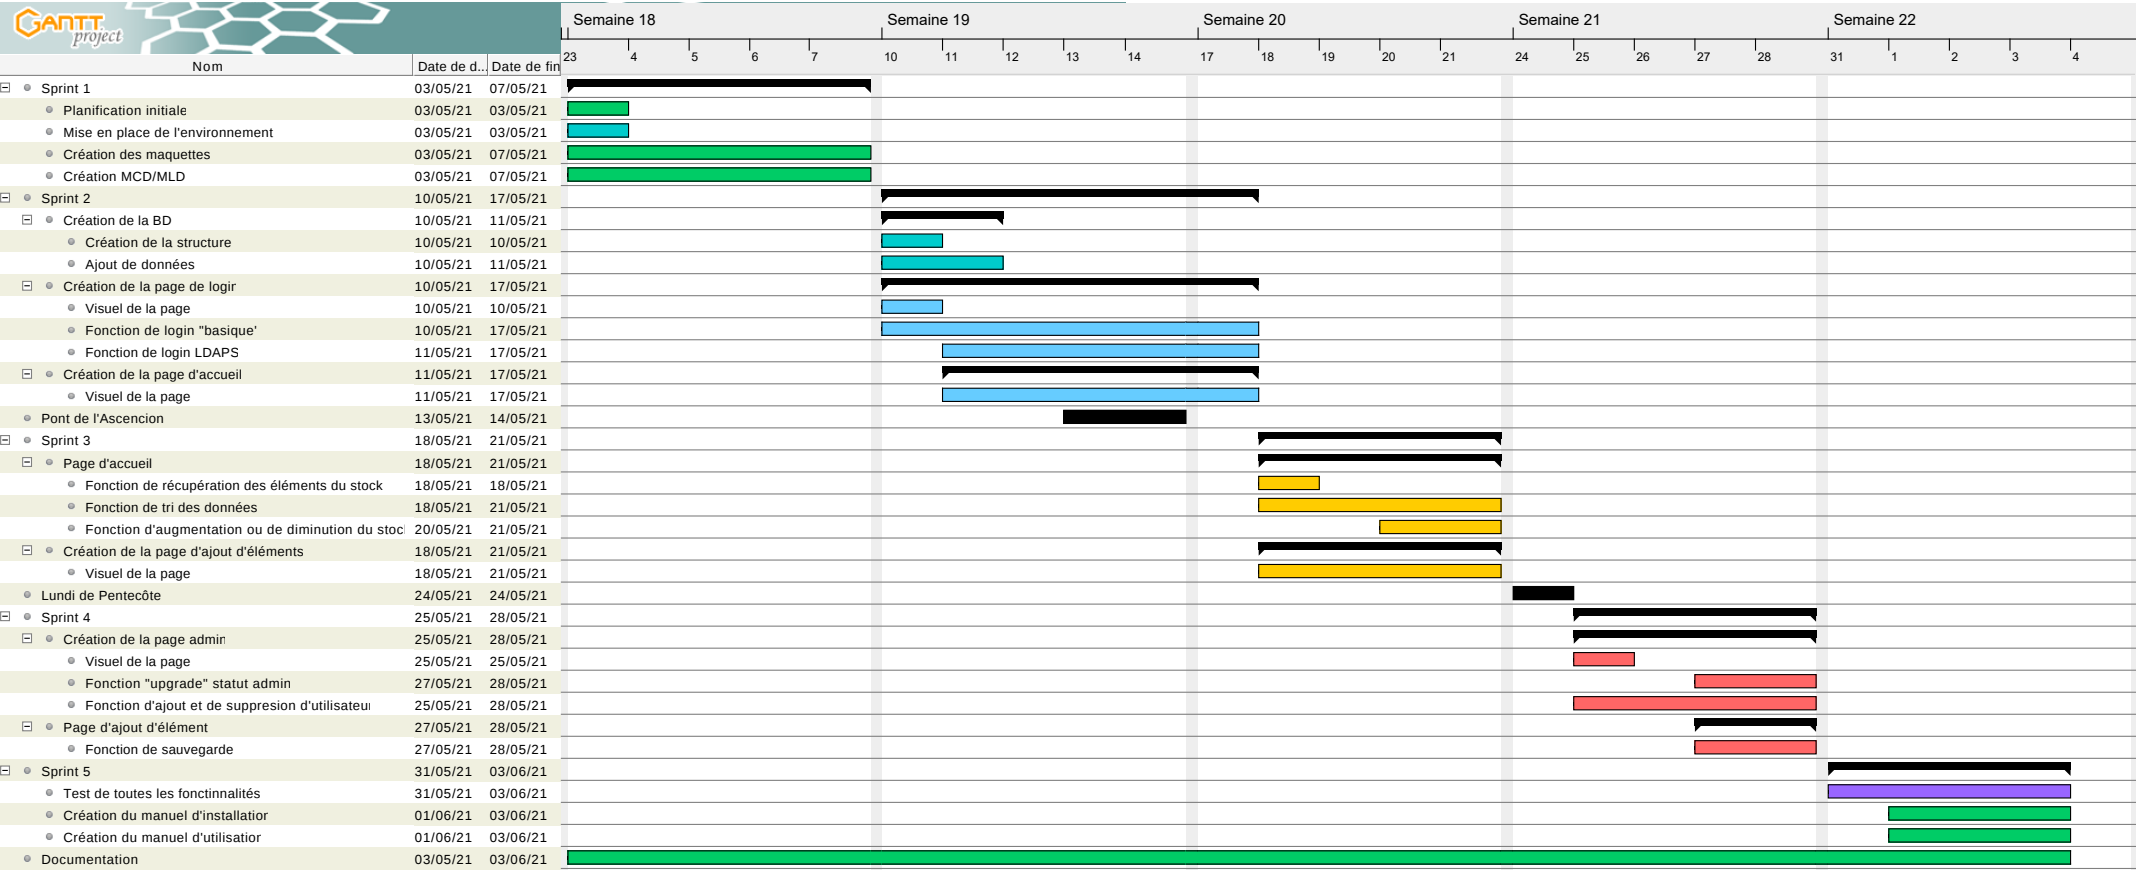 GANTT
project
Semaine 18 Semaine 19 Semaine 20 Semaine 21 Semaine 22
23 4 5 6 7 10 11 12 13 14 17 18 19 20 21 24 25 26 27 28 31 1 2 3 4
Nom Date de d... Date de fin
Sprint 1 03/05/21 07/05/21
Planification initiale 03/05/21 03/05/21
Mise en place de l'environnement 03/05/21 03/05/21
Création des maquettes 03/05/21 07/05/21
Création MCD/MLD 03/05/21 07/05/21
Sprint 2 10/05/21 17/05/21
Création de la BD 10/05/21 11/05/21
Création de la structure 10/05/21 10/05/21
Ajout de données 10/05/21 11/05/21
Création de la page de login 10/05/21 17/05/21
Visuel de la page 10/05/21 10/05/21
Fonction de login "basique' 10/05/21 17/05/21
Fonction de login LDAPS 11/05/21 17/05/21
Création de la page d'accueil 11/05/21 17/05/21
Visuel de la page 11/05/21 17/05/21
Pont de l'Ascencion 13/05/21 14/05/21
Sprint 3 18/05/21 21/05/21
Page d'accueil 18/05/21 21/05/21
Fonction de récupération des éléments du stock 18/05/21 18/05/21
Fonction de tri des données 18/05/21 21/05/21
Fonction d'augmentation ou de diminution du stoc 20/05/21 21/05/21
Création de la page d'ajout d'éléments 18/05/21 21/05/21
Visuel de la page 18/05/21 21/05/21
Lundi de Pentecôte 24/05/21 24/05/21
Sprint 4 25/05/21 28/05/21
Création de la page admin 25/05/21 28/05/21
Visuel de la page 25/05/21 25/05/21
Fonction "upgrade" statut admin 27/05/21 28/05/21
Fonction d'ajout et de suppresion d'utilisateur 25/05/21 28/05/21
Page d'ajout d'élément 27/05/21 28/05/21
Fonction de sauvegarde 27/05/21 28/05/21
Sprint 5 31/05/21 03/06/21
Test de toutes les fonctinnalités 31/05/21 03/06/21
Création du manuel d'installation 01/06/21 03/06/21
Création du manuel d'utilisation 01/06/21 03/06/21
Documentation 03/05/21 03/06/21